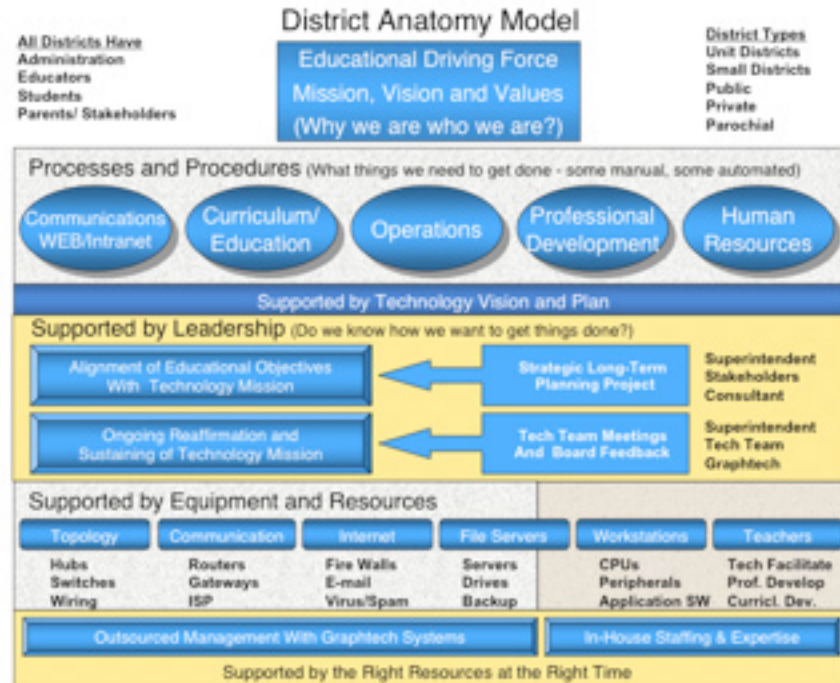 District Anatomy Model
All Districts Have
Administration
Educators
Students
Parents/ Stakeholders
Educational Driving Force
Mission, Vision and Values
(Why we are who we are?)
District Types
Unit Districts
Small Districts
Public
Private
Parochial
Processes and Procedures (What things we need to get done - some manual, some automated)
Communications
WEB/Intranet
Curriculum/
Education
Operations
Professional
Development
Human
Resources
Supported by Technology Vision and Plan
Supported by Leadership (Do we know how we want to get things done?)
Alignment of Educational Objectives
With Technology Mission
Strategic Long-Term
Planning Project
Superintendent
Stakeholders
Consultant
Ongoing Reaffirmation and
Sustaining of Technology Mission
Tech Team Meetings
And Board Feedback
Superintendent
Tech Team
Graphtech
Supported by Equipment and Resources
Topology
Hubs
Switches
Wiring
Communication
Routers
Gateways
ISP
Internet
Fire Walls
E-mail
Virus/Spam
File Servers
Servers
Drives
Backup
Workstations
CPUs
Peripherals
Application SW
Teachers
Tech Facilitate
Prof. Develop
Curricl. Dev.
Outsourced Management With Graphtech Systems
In-House Staffing & Expertise
Supported by the Right Resources at the Right Time